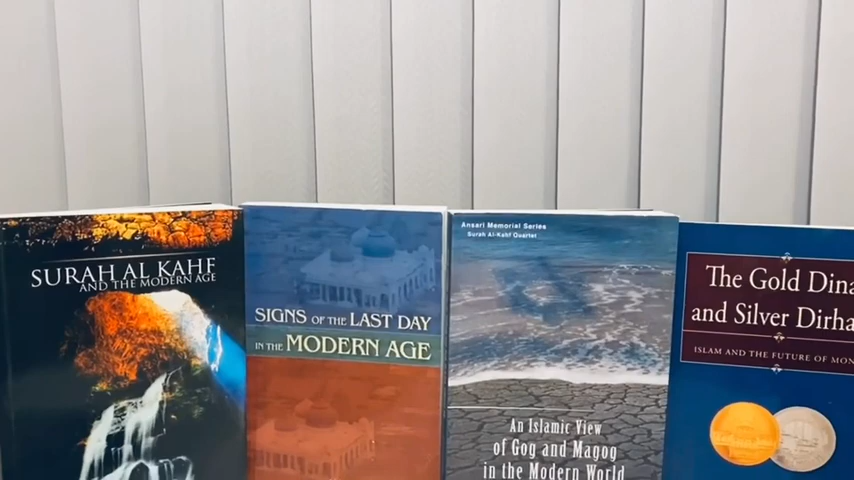 SURAH AL KAHF
AND THE MODERN AGE
SIGNS OF THE LAST DAY
IN THE MODERN AGE
Ansari Memorial Series
Surah Al-Kahf Quartet
An Islamic View
of Gog and Magog
in the Modern World
The Gold Dina
and Silver Dirha
ISLAM AND THE FUTURE OF MON